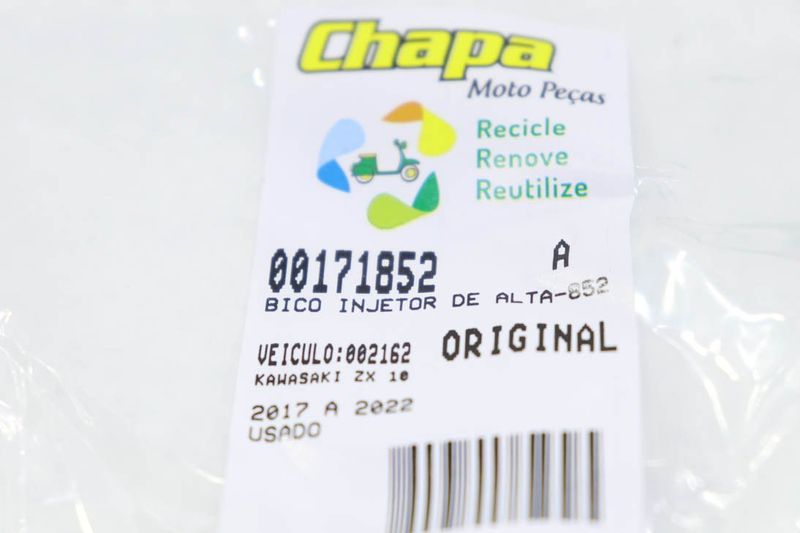 Chapa
Moto Peças
Recicle
Renove
Reutilize
00171852 A
BICO INJETOR DE ALTA-852
VEICULO:002162 ORIGINAL
KAWASAKI ZX 10
2017 A 2022
USADO